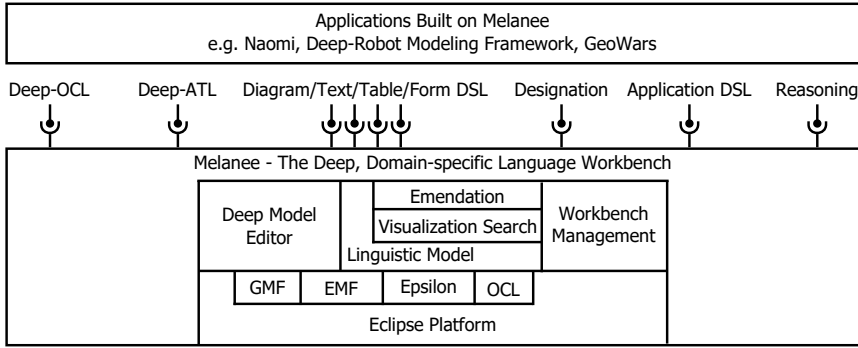 Applications Built on Melanee
e.g. Naomi, Deep-Robot Modeling Framework, GeoWars
Deep-OCL Deep-ATL Diagram/Text/Table/Form DSL Designation Application DSL Reasoning
Melanee - The Deep, Domain-specific Language Workbench
Deep Model
Editor
Emendation
Visualization Search
Linguistic Model
Workbench
Management
GMF EMF Epsilon OCL
Eclipse Platform